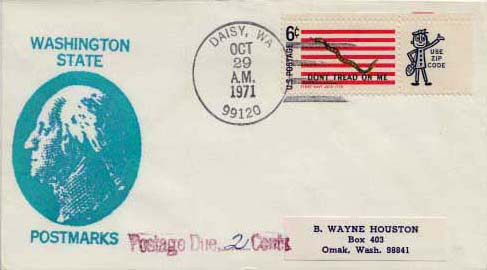 WASHINGTON
STATE
POSTMARKS
DAISY, WA
OCT
29
A.M.
1971
99120
6¢
U.S. POSTAGE
DONT TREAD ON ME
USE
ZIP
CODE
Postage Due 2 Cents
B. WAYNE HOUSTON
Box 403
Omak, Wash. 98841